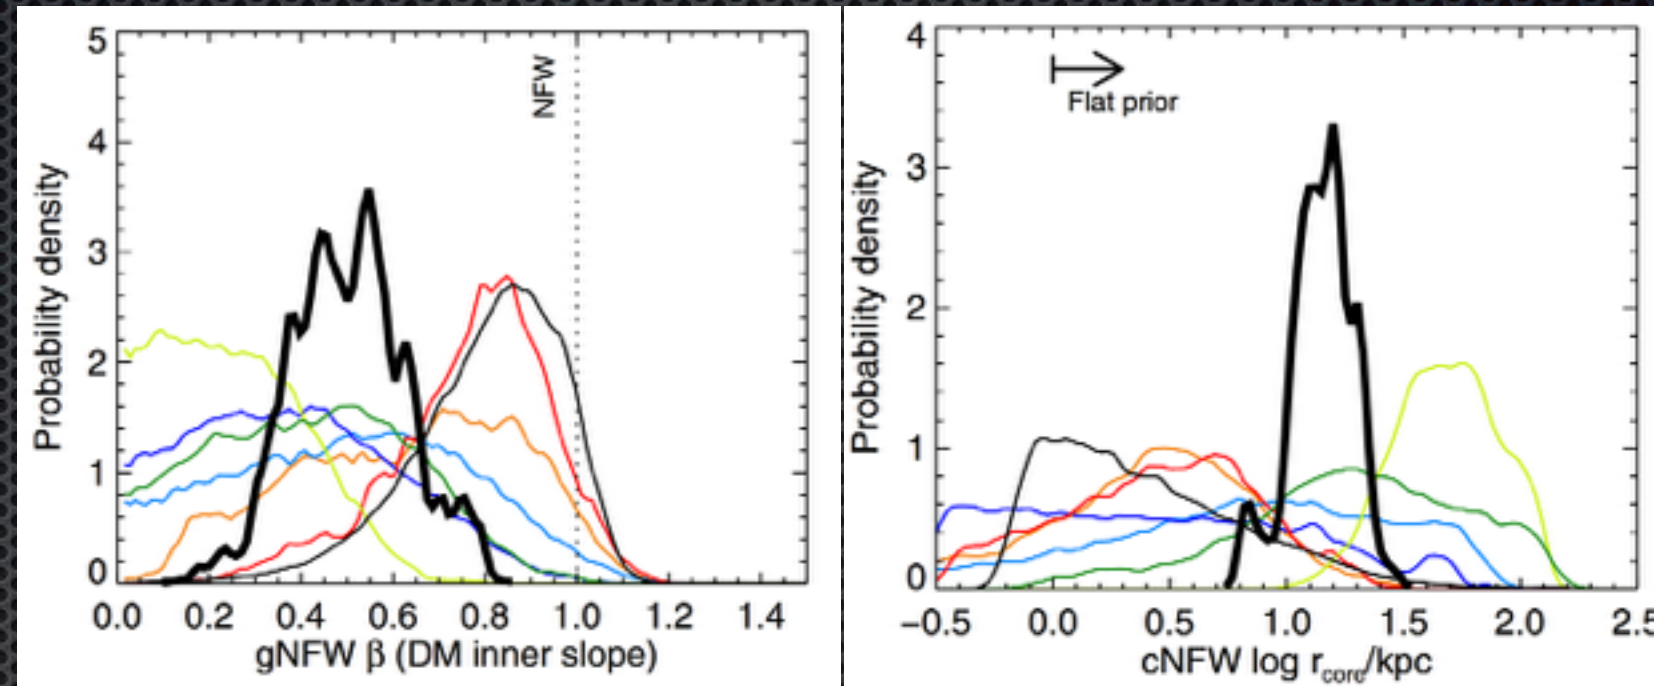 5
4
3
2
1
0
Probability density
NFW
0.0 0.2 0.4 0.6 0.8 1.0 1.2 1.4
gNFW β (DM inner slope)
4
3
2
1
0
Probability density
Flat prior
−0.5 0.0 0.5 1.0 1.5 2.0 2.5
cNFW log r_core/kpc